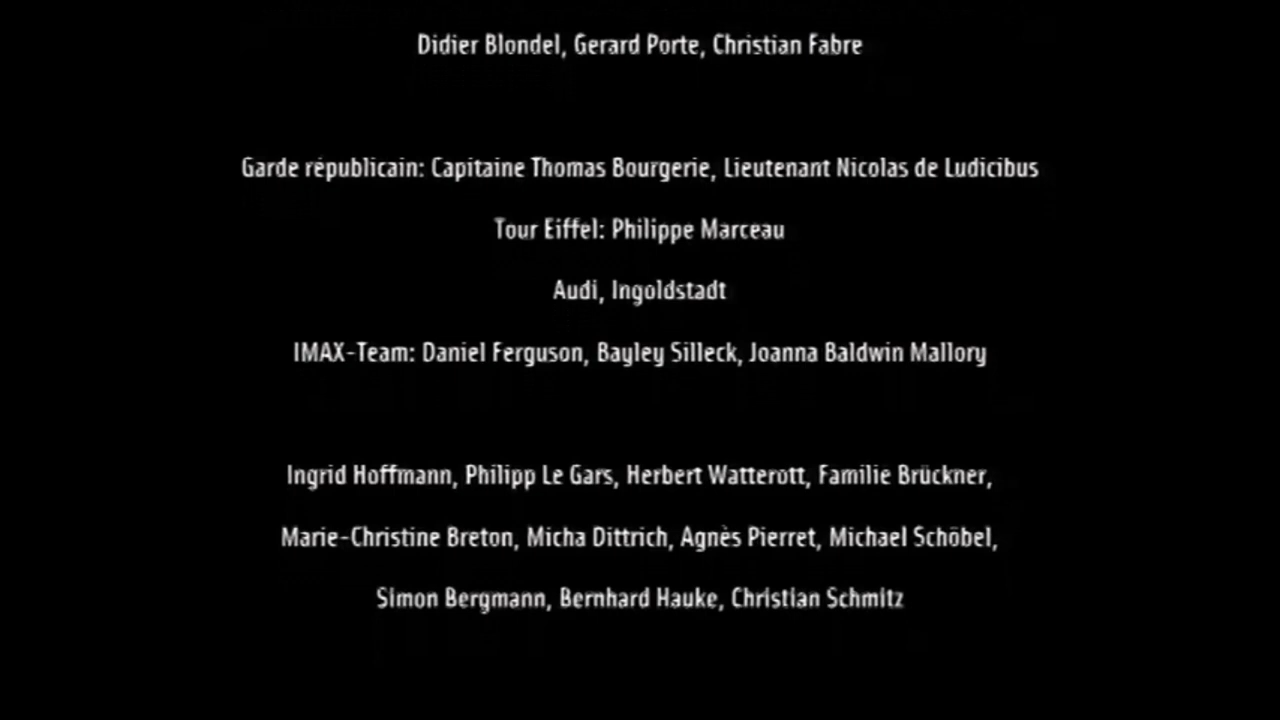 Didier Blondel, Gerard Porte, Christian Fabre
Garde républicain: Capitaine Thomas Bourgerie, Lieutenant Nicolas de Ludicibus
Tour Eiffel: Philippe Marceau
Audi, Ingoldstadt
IMAX-Team: Daniel Ferguson, Bayley Silleck, Joanna Baldwin Mallory
Ingrid Hoffmann, Philipp Le Gars, Herbert Watterott, Familie Brückner,
Marie-Christine Breton, Micha Dittrich, Agnès Pierret, Michael Schöbel,
Simon Bergmann, Bernhard Hauke, Christian Schmitz